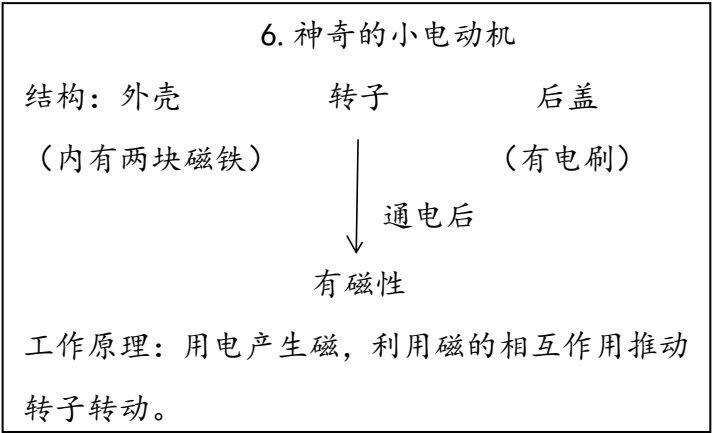 6.神奇的小电动机
结构：外壳 转子 后盖
（内有两块磁铁） （有电刷）
通电后
有磁性
工作原理：用电产生磁，利用磁的相互作用推动
转子转动。